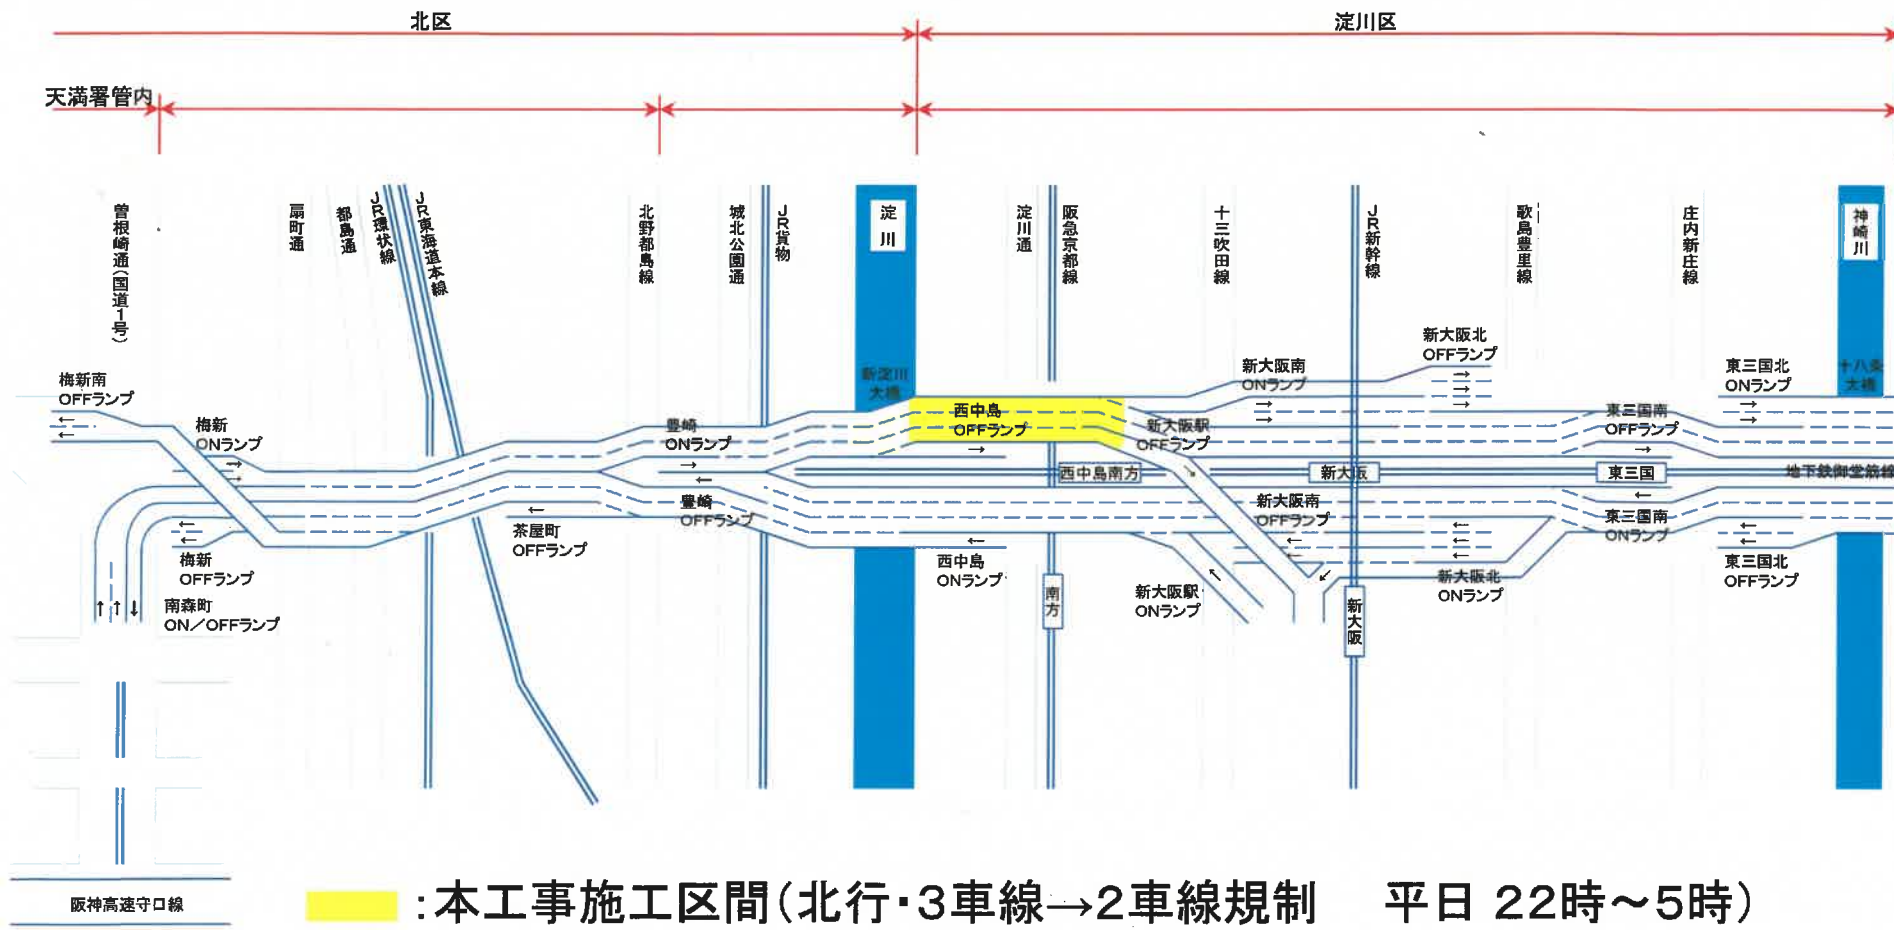 北区
淀川区
天満署管内
曽根崎通(国道1号)
扇町通
都島通
JR環状線
JR東海道本線
北野都島線
城北公園通
JR貨物
淀川
淀川通
阪急京都線
十三吹田線
JR新幹線
歌島豊里線
庄内新庄線
神崎川
梅新南
OFFランプ
梅新
ONランプ
豊崎
ONランプ
新淀川
大橋
西中島
OFFランプ
新大阪駅
OFFランプ
新大阪南
ONランプ
新大阪北
OFFランプ
東三国南
OFFランプ
東三国北
ONランプ
十八条
大橋
西中島南方
新大阪
東三国
地下鉄御堂筋線
梅新
OFFランプ
南森町
ON/OFFランプ
茶屋町
OFFランプ
豊崎
OFFランプ
西中島
ONランプ
南方
新大阪駅
ONランプ
新大阪南
OFFランプ
新大阪
新大阪北
ONランプ
東三国南
ONランプ
東三国北
OFFランプ
阪神高速守口線
:本工事施工区間(北行・3車線→2車線規制 平日 22時~5時)